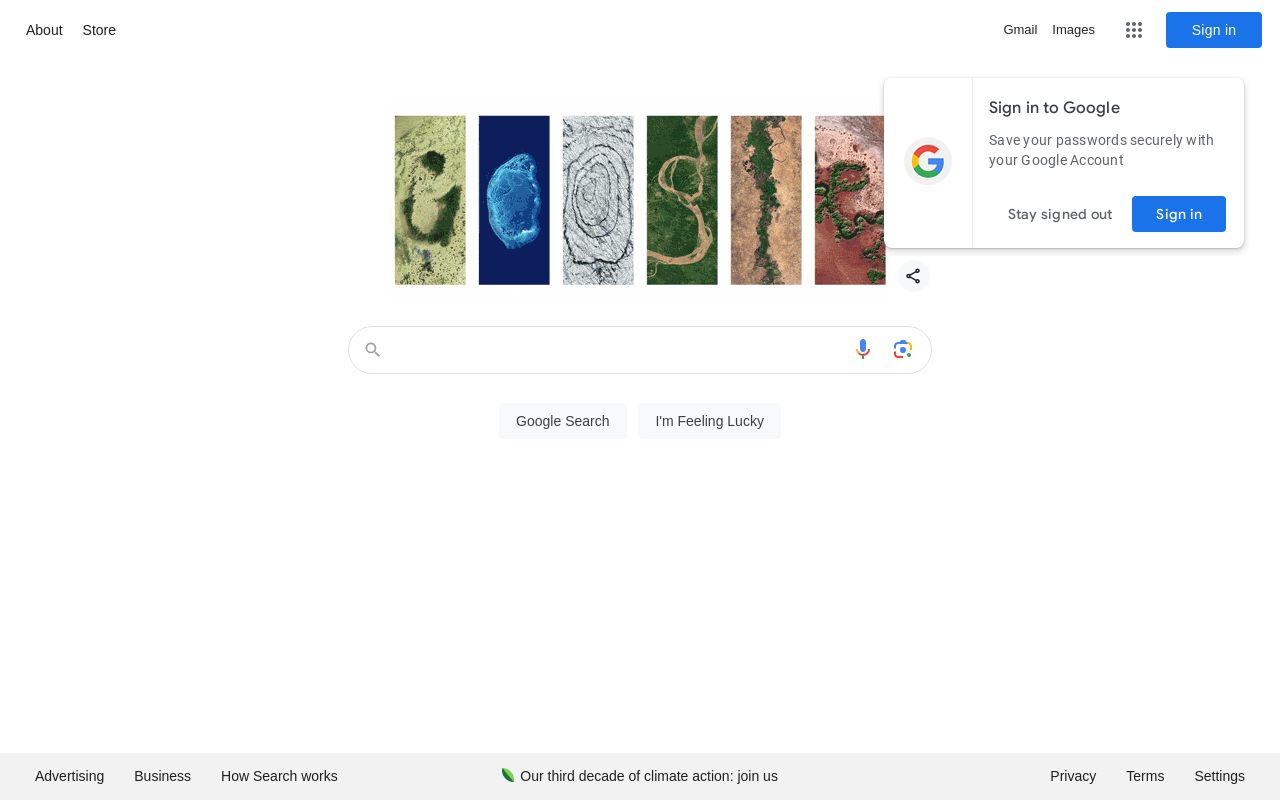 About Store
Gmail Images Sign in
Sign in to Google
Save your passwords securely with
your Google Account
Stay signed out Sign in
Google Search I'm Feeling Lucky
Advertising Business How Search works
Our third decade of climate action: join us
Privacy Terms Settings